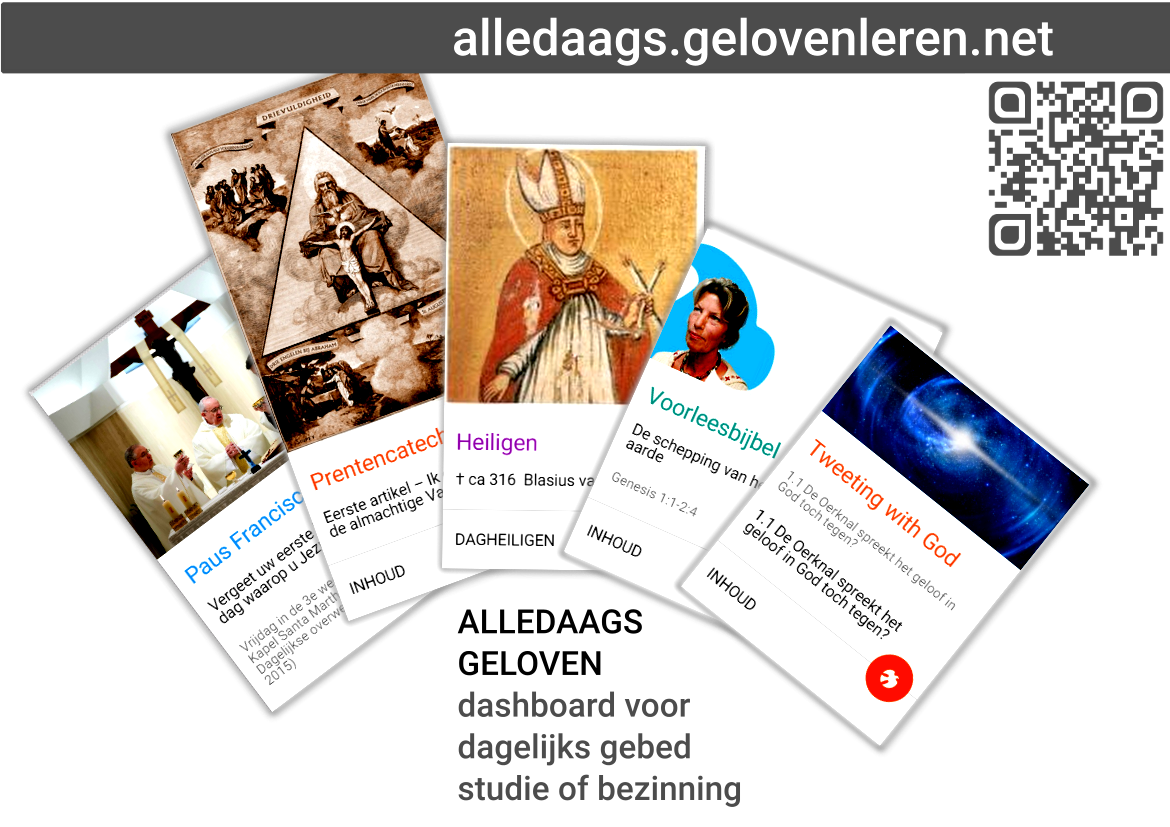 alledaags.gelovenleren.net
DRIEVULDIGHEID
DRIE ENGELEN BIJ ABRAHAM
Paus Francisc
Vergeet uw eerste
dag waarop u Jez
Vrijdag in de 3e we
Kapel Santa Marth
Dagelijkse overwe
2015)
Prentencatech
Eerste artikel – Ik
de almachtige Va
INHOUD
Heiligen
† ca 316 Blasius va
DAGHEILIGEN
Voorleesbijbel
De schepping van h
aarde
Genesis 1:1-2:4
INHOUD
Tweeting with God
1.1 De Oerknal spreekt het geloof in
God toch tegen?
1.1 De Oerknal spreekt het
geloof in God toch tegen?
INHOUD
ALLEDAAGS
GELOVEN
dashboard voor
dagelijks gebed
studie of bezinning